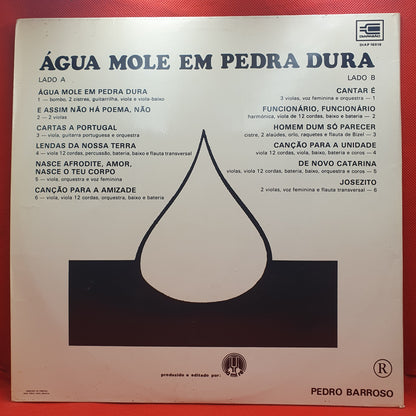 DIAP 16018
ÁGUA MOLE EM PEDRA DURA
LADO A
LADO B
ÁGUA MOLE EM PEDRA DURA
1 — bombo, 2 cistres, guitarrilha, viola e viola-baixo
E ASSIM NÃO HÁ POEMA, NÃO
2 — 2 violas
CARTAS A PORTUGAL
3 — viola, guitarra portuguesa e orquestra
LENDAS DA NOSSA TERRA
4 — viola 12 cordas, percussão, bateria, baixo e flauta transversal
NASCE AFRODITE, AMOR,
NASCE O TEU CORPO
5 — viola, orquestra e voz feminina
CANÇÃO PARA A AMIZADE
6 — viola, viola 12 cordas, orquestra, baixo e bateria
CANTAR É
3 violas, voz feminina e orquestra — 1
FUNCIONÁRIO, FUNCIONÁRIO
harmónica, viola de 12 cordas, baixo e bateria — 2
HOMEM DUM SÓ PARECER
cistre, 2 alaúdes, orlo, raquetes e flauta de Bizel — 3
CANÇÃO PARA A UNIDADE
viola 12 cordas, viola, baixo, bateria e coros — 4
DE NOVO CATARINA
violas, viola 12 cordas, bateria, baixo, orquestra e coros — 5
JOSEZITO
2 violas, voz feminina e flauta transversal — 6
produzido e editado por:
R
PEDRO BARROSO